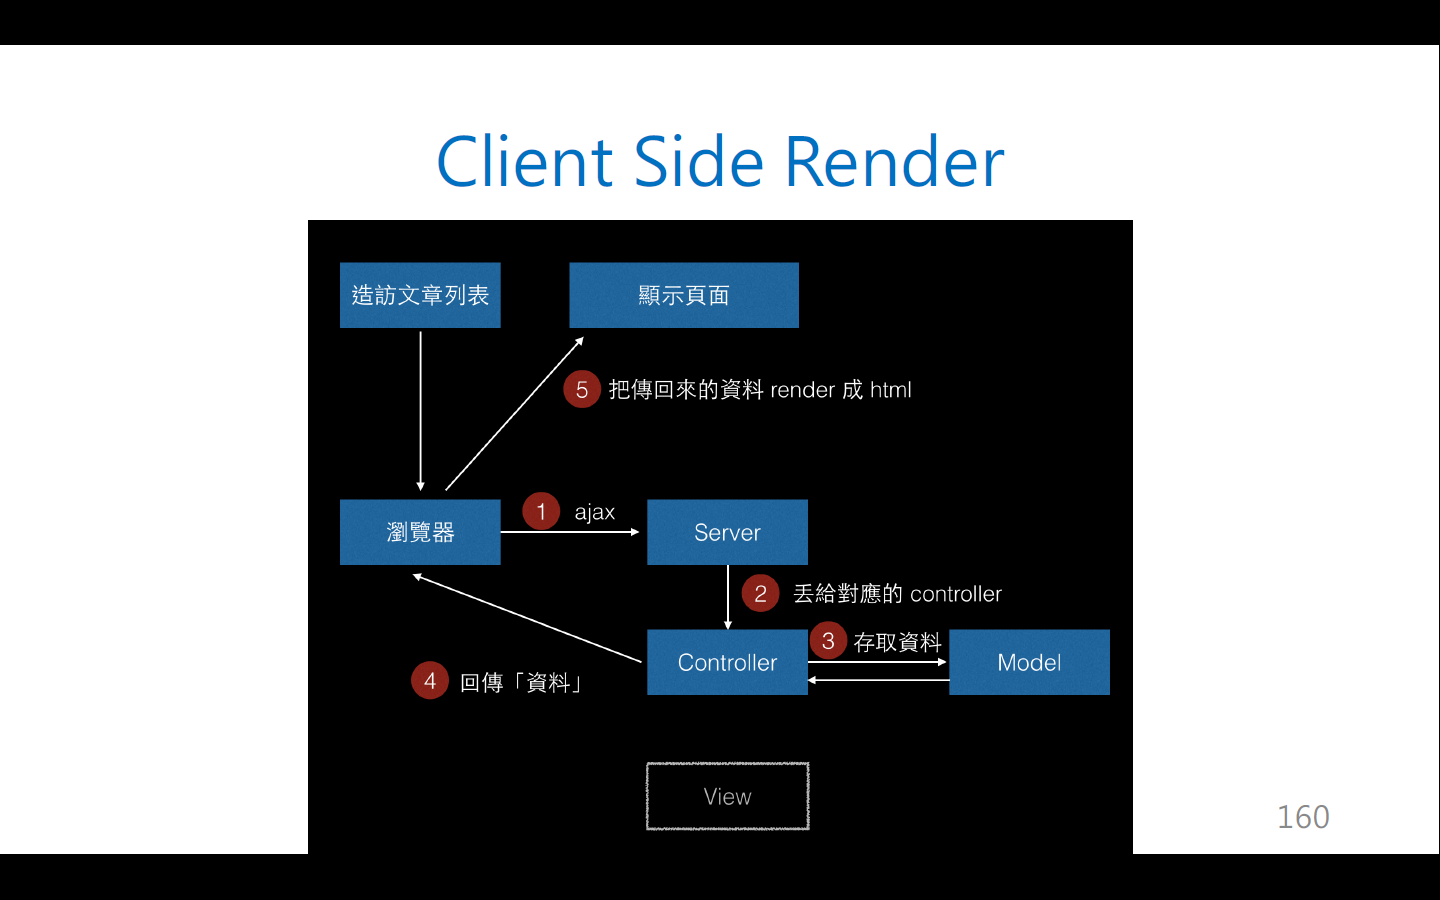 Client Side Render
造訪文章列表
顯示頁面
5 把傳回來的資料 render 成 html
1 ajax
瀏覽器
Server
2 丟給對應的 controller
3 存取資料
Controller
Model
4 回傳「資料」
View
160